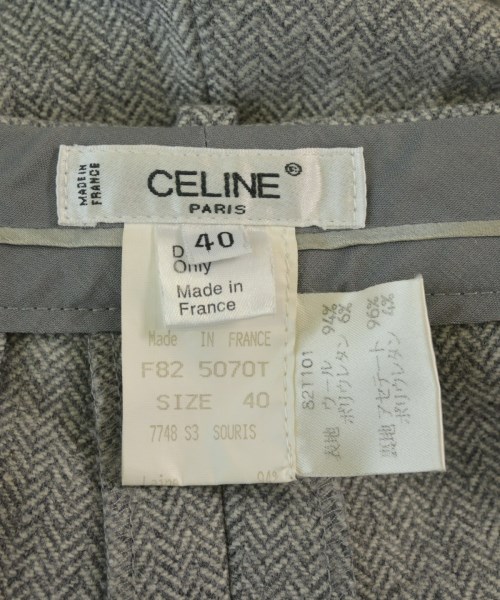 MADE IN
FRANCE
CELINE®
PARIS
40
D
Only
Made in
France
Made IN FRANCE
F82 5070T
SIZE 40
7748 S3 SOURIS
821101
表地 ウール 94%
ポリウレタン 6%
裏地 アセテート 96%
ポリウレタン 4%